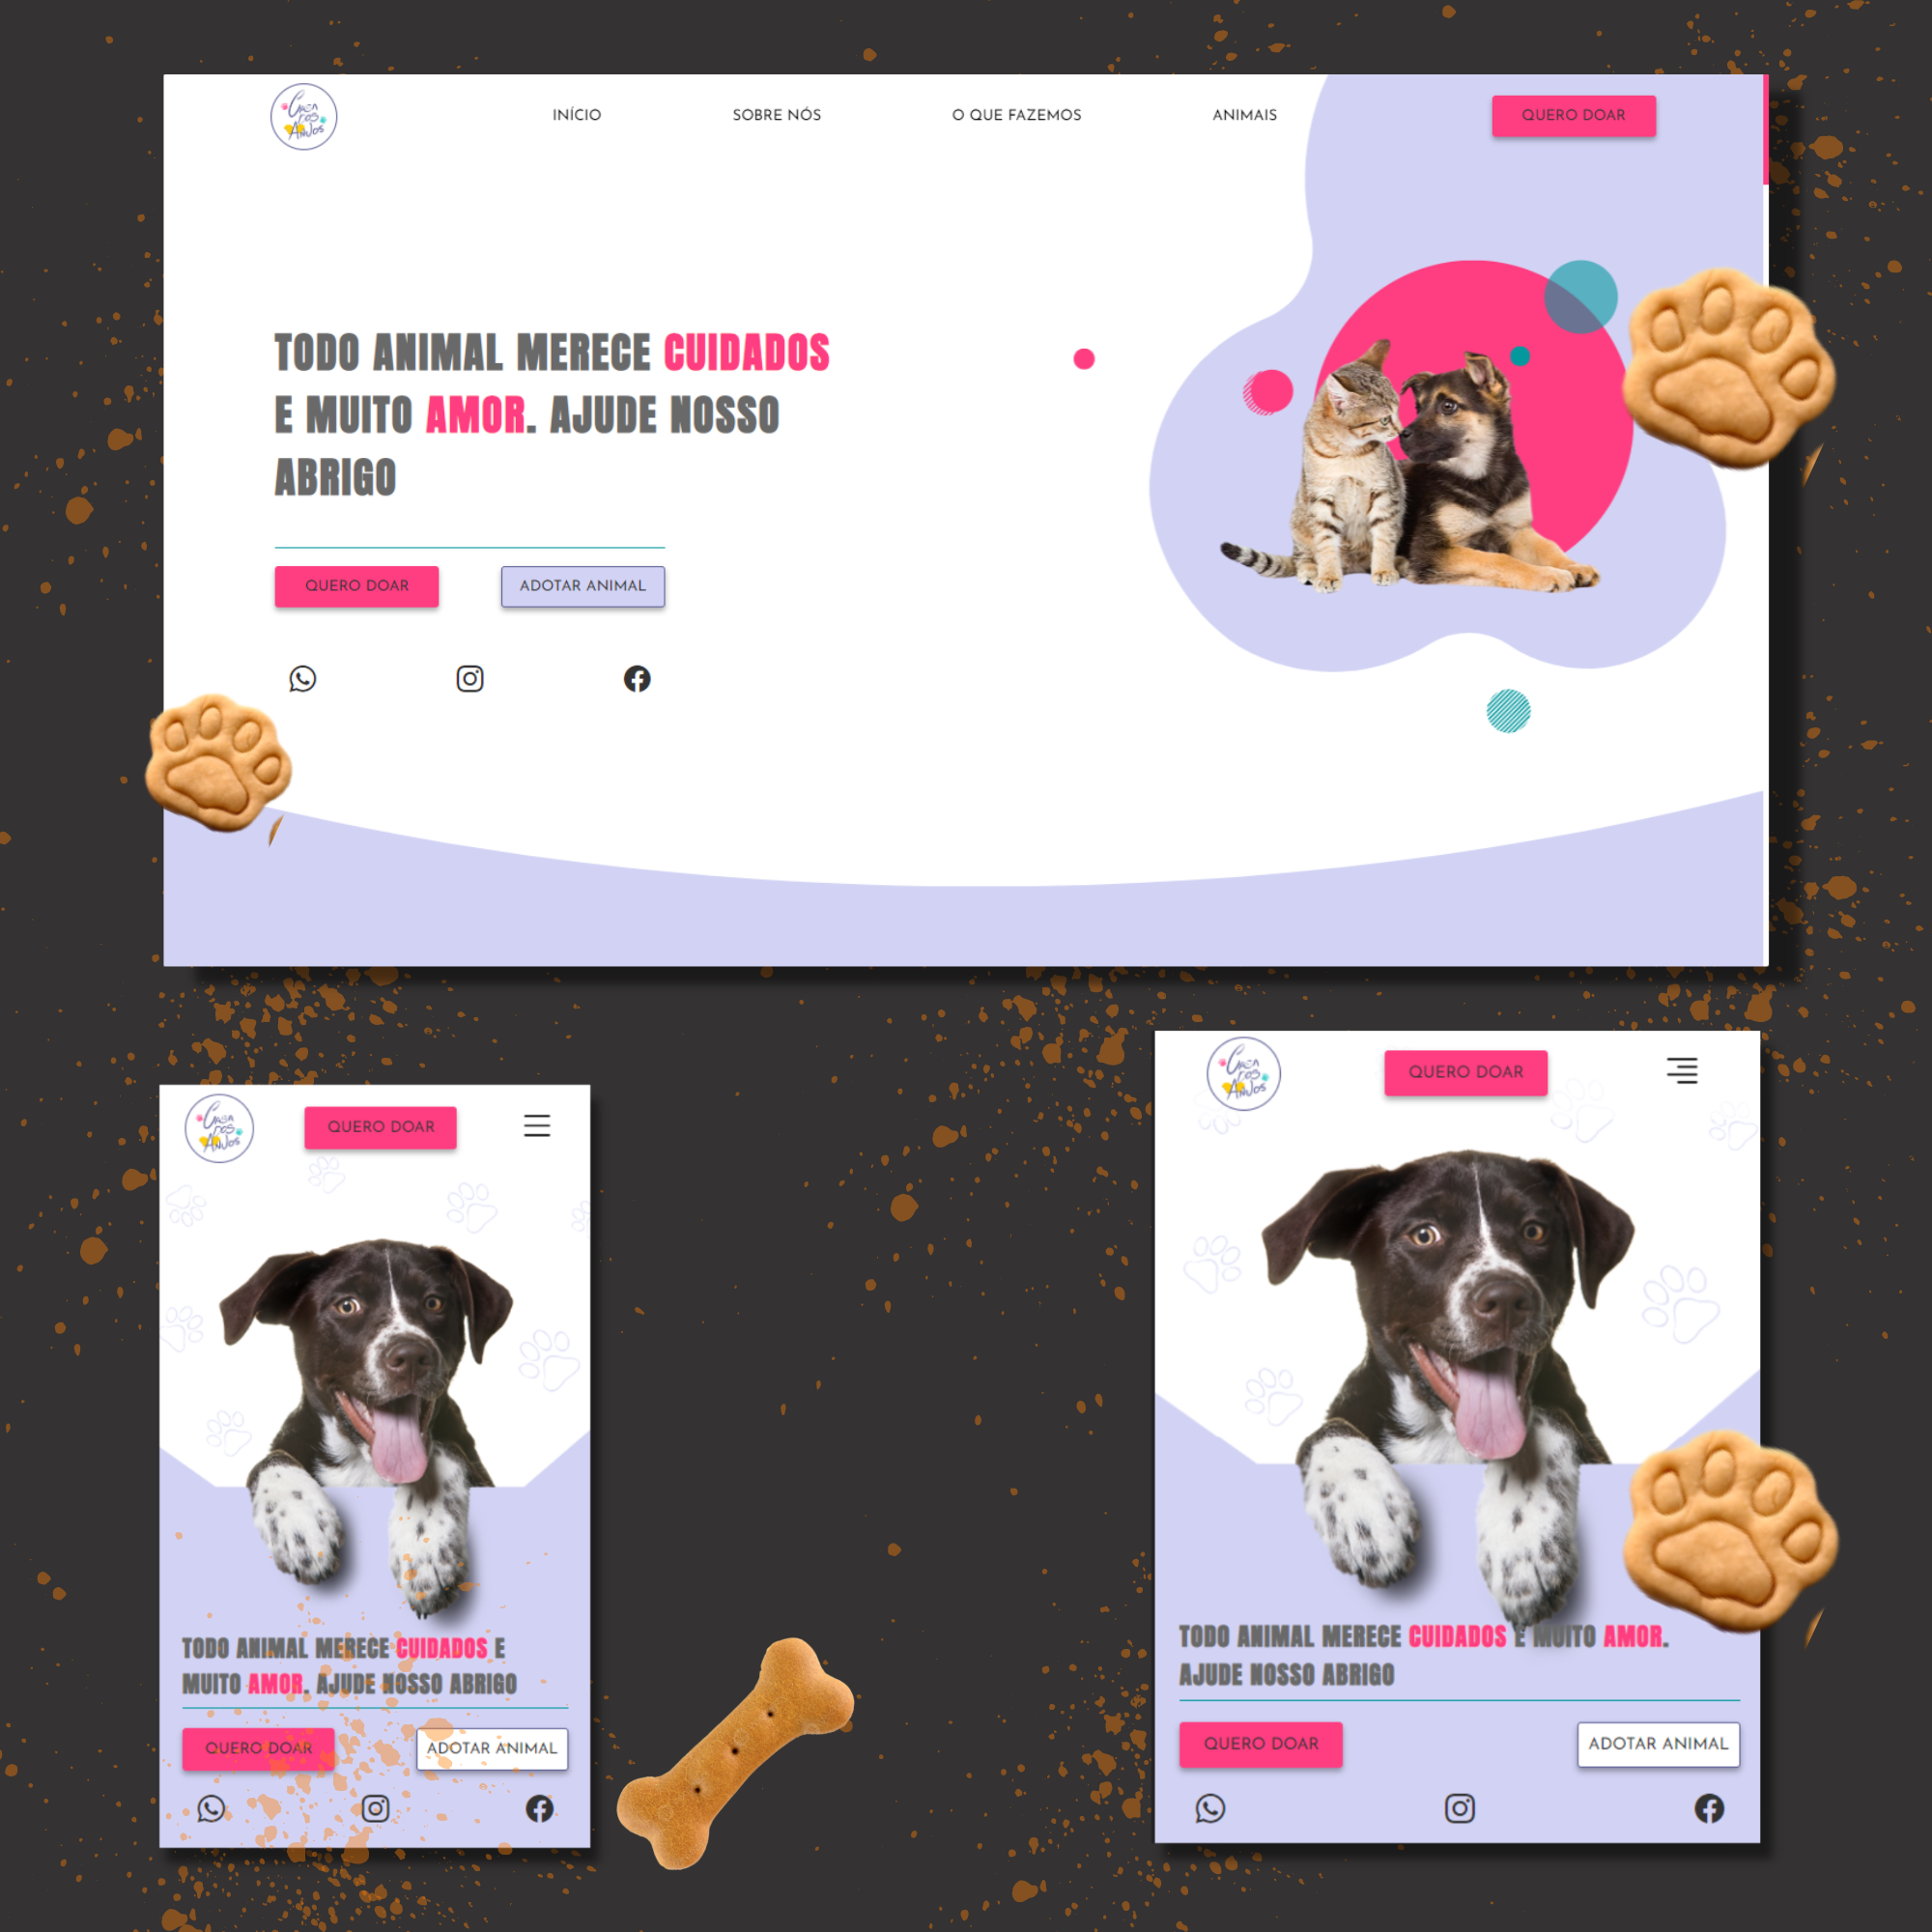 Casa
nos
Anjos
INÍCIO
SOBRE NÓS
O QUE FAZEMOS
ANIMAIS
QUERO DOAR
TODO ANIMAL MERECE CUIDADOS
E MUITO AMOR. AJUDE NOSSO
ABRIGO
QUERO DOAR
ADOTAR ANIMAL
Casa
nos
Anjos
QUERO DOAR
TODO ANIMAL MERECE CUIDADOS E
MUITO AMOR. AJUDE NOSSO ABRIGO
QUERO DOAR
ADOTAR ANIMAL
Casa
nos
Anjos
QUERO DOAR
TODO ANIMAL MERECE CUIDADOS E MUITO AMOR.
AJUDE NOSSO ABRIGO
QUERO DOAR
ADOTAR ANIMAL